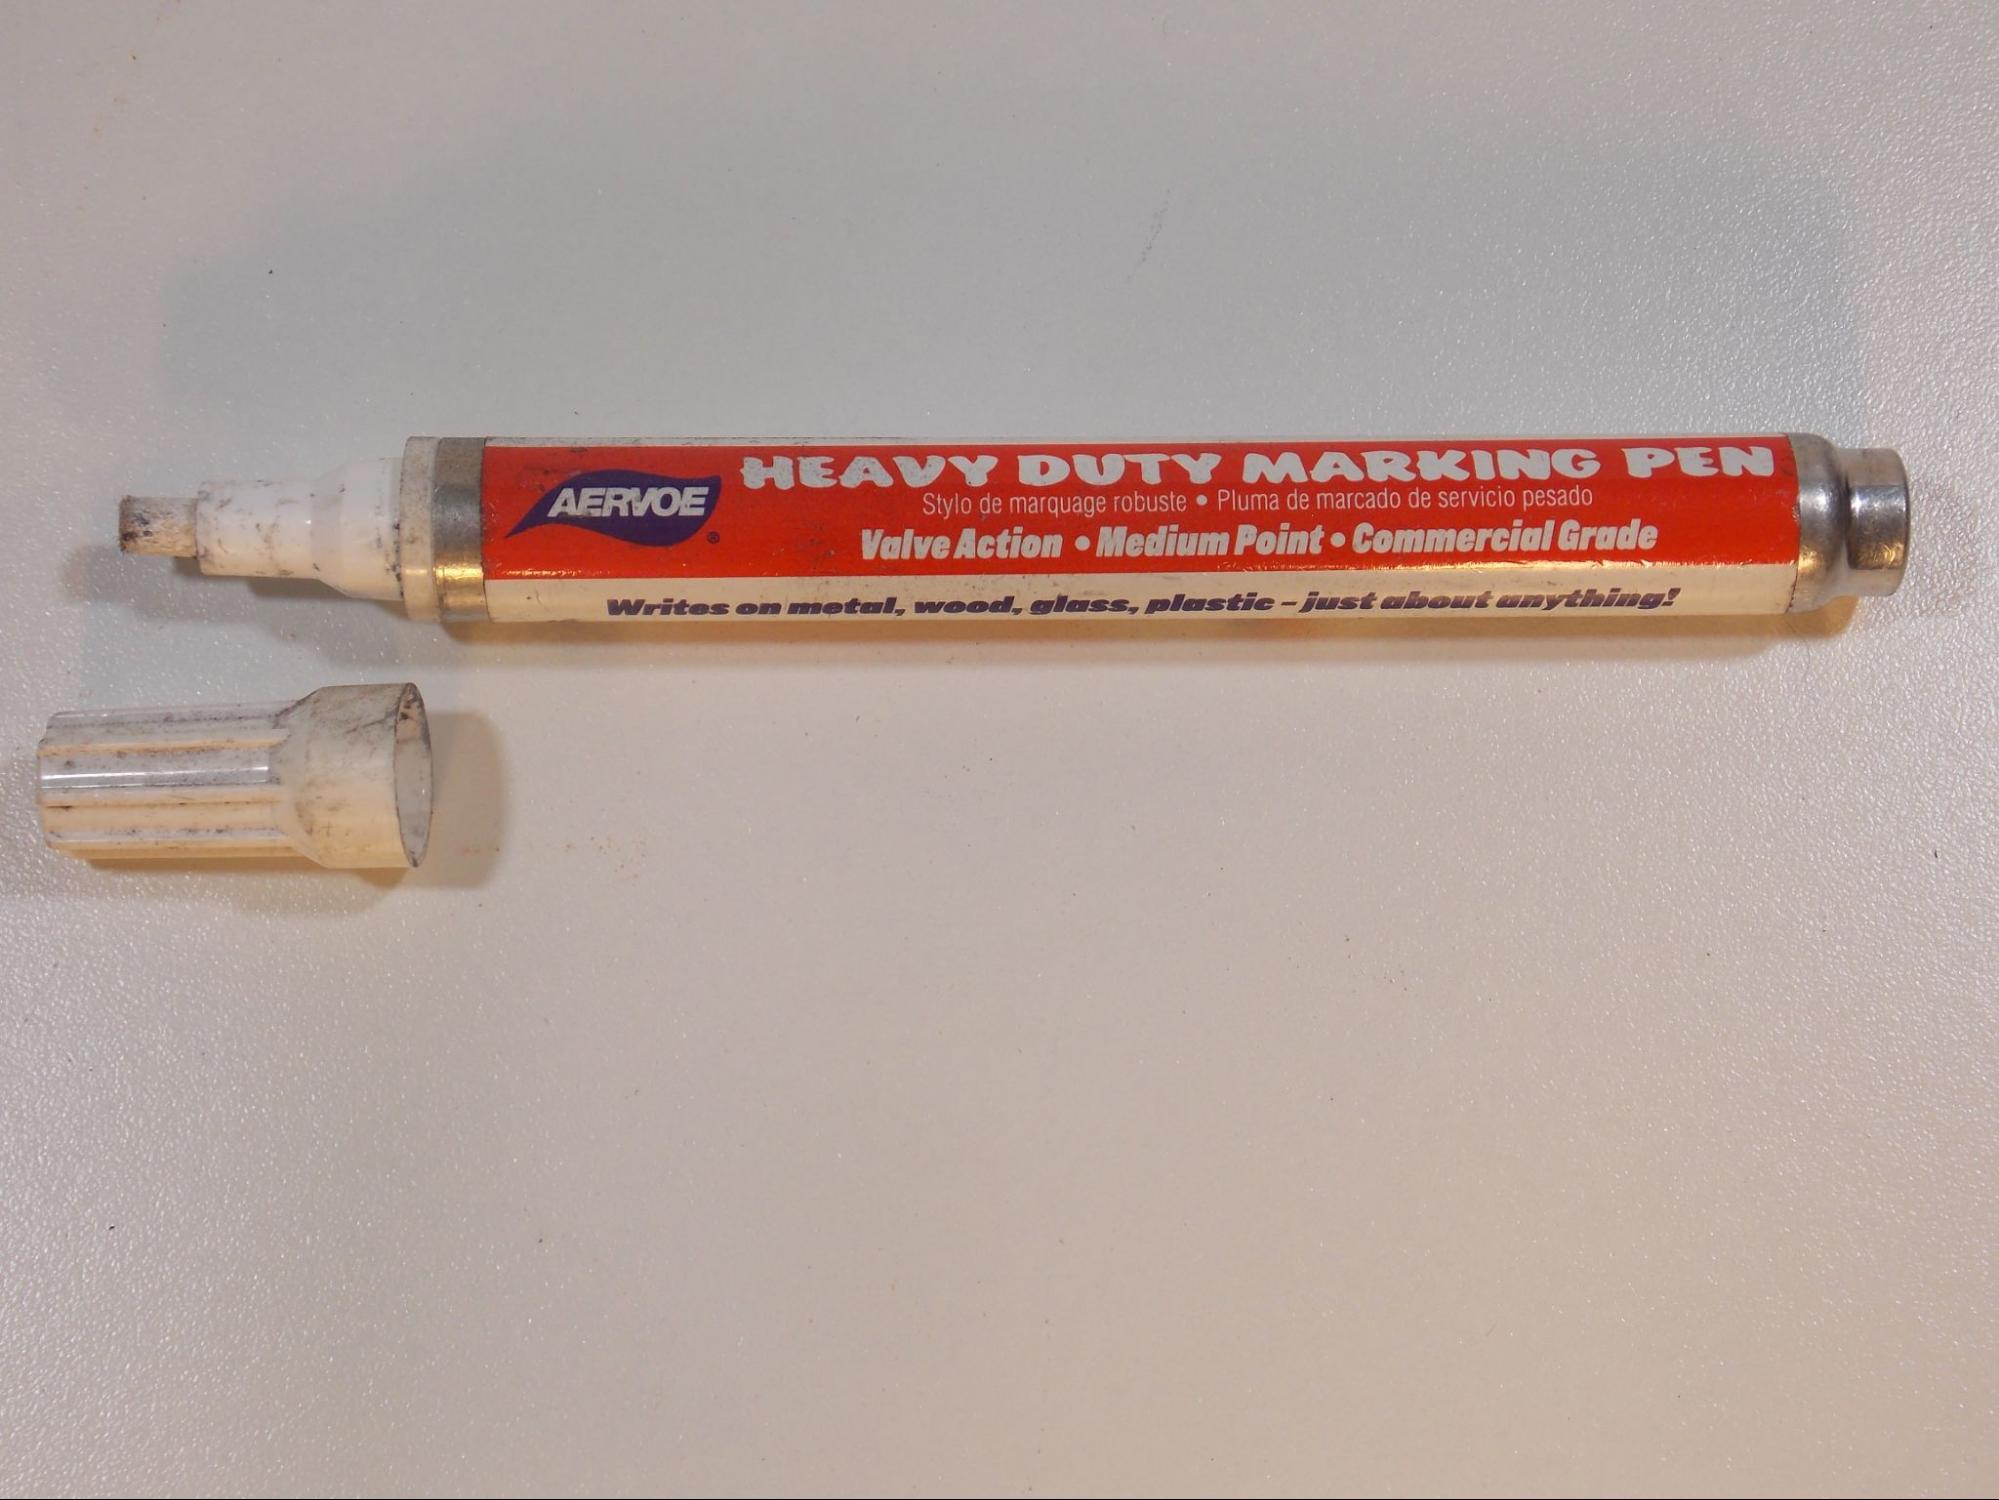 AERVOE®
HEAVY DUTY MARKING PEN
Stylo de marquage robuste • Pluma de marcado de servicio pesado
Valve Action • Medium Point • Commercial Grade
Writes on metal, wood, glass, plastic – just about anything!